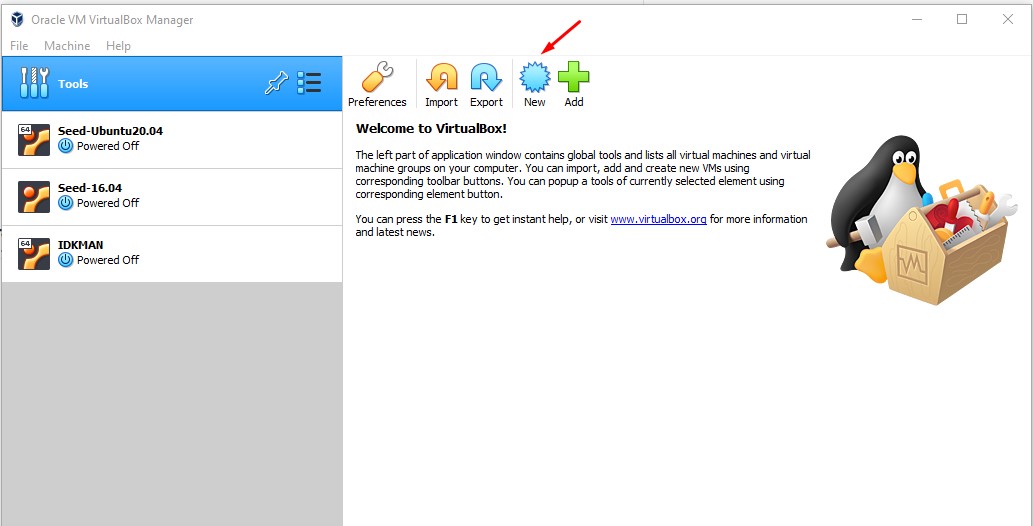 Oracle VM VirtualBox Manager
File Machine Help
Tools
Preferences Import Export New Add
64
Seed-Ubuntu20.04
Powered Off
Seed-16.04
Powered Off
64
IDKMAN
Powered Off
Welcome to VirtualBox!
The left part of application window contains global tools and lists all virtual machines and virtual
machine groups on your computer. You can import, add and create new VMs using
corresponding toolbar buttons. You can popup a tools of currently selected element using
corresponding element button.
You can press the F1 key to get instant help, or visit www.virtualbox.org for more information
and latest news.